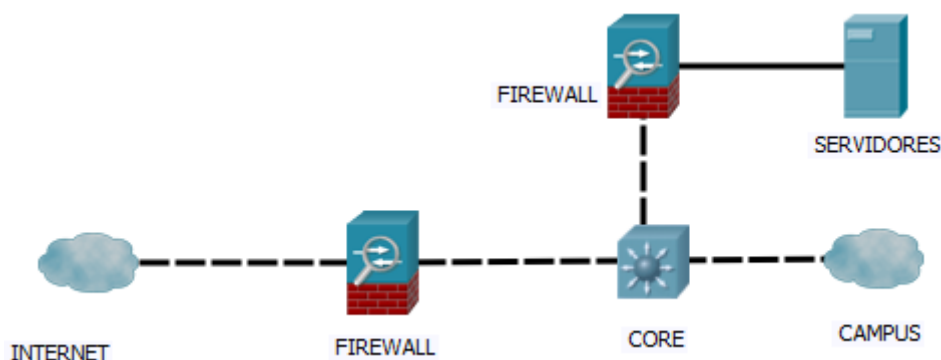 FIREWALL
SERVIDORES
INTERNET
FIREWALL
CORE
CAMPUS